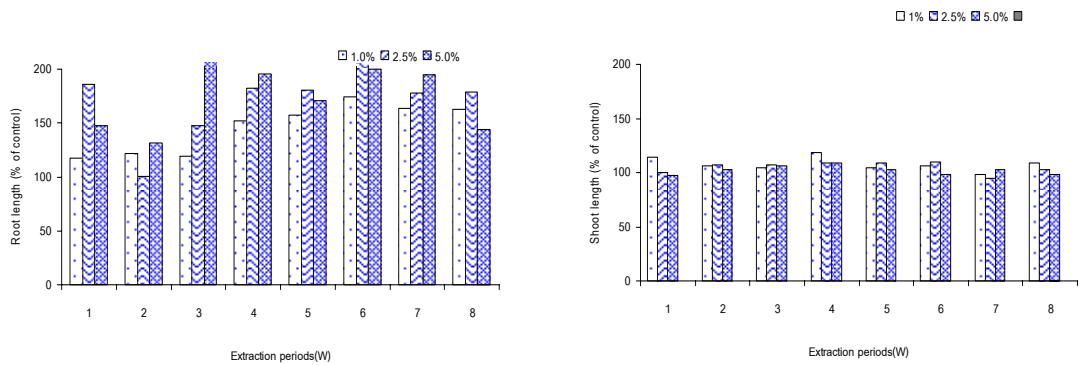 1.0% 2.5% 5.0%
200
150
100
50
0
Root length (% of control)
1 2 3 4 5 6 7 8
Extraction periods(W)
1% 2.5% 5.0%
200
150
100
50
0
Shoot length (% of control)
1 2 3 4 5 6 7 8
Extraction periods(W)